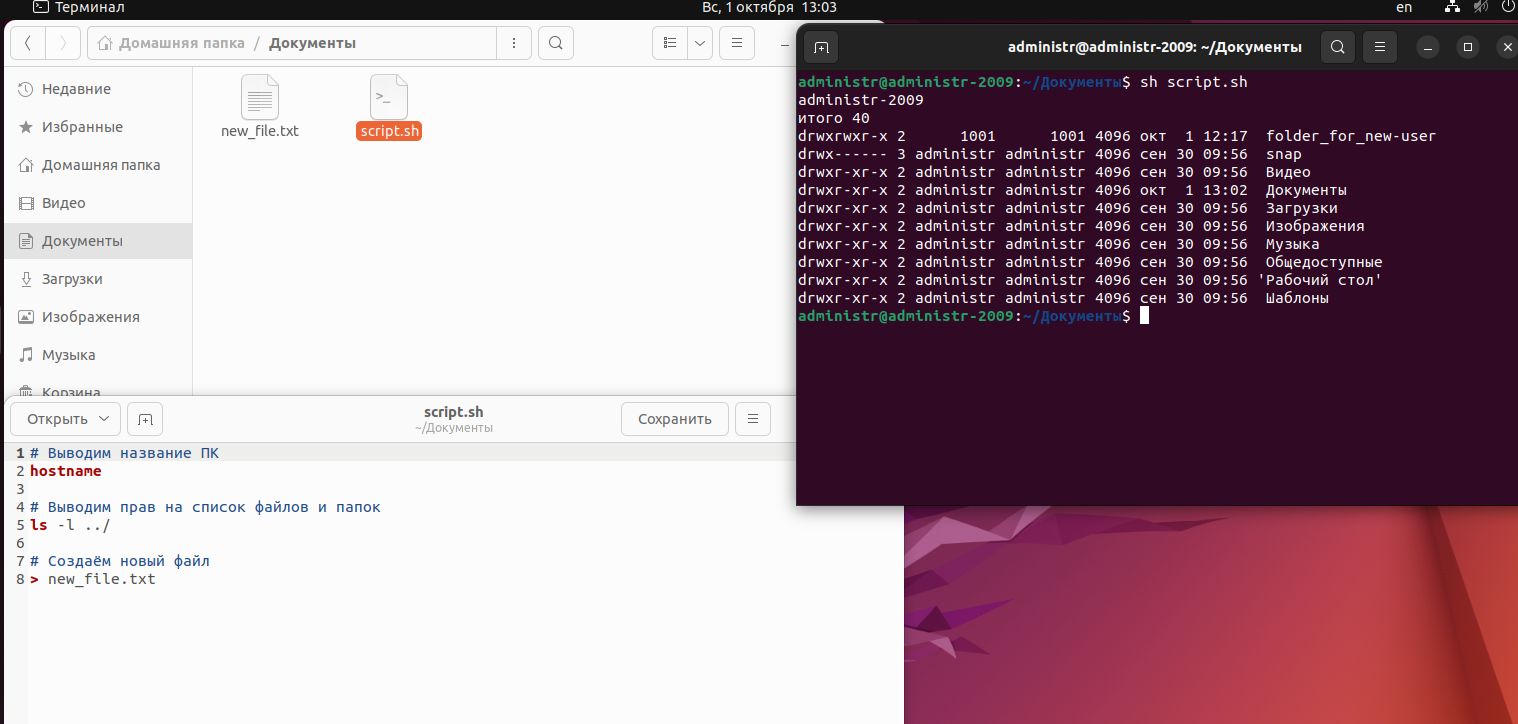 Терминал
Вс, 1 октября 13:03
en
Домашняя папка / Документы
Недавние
Избранные
Домашняя папка
Видео
Документы
Загрузки
Изображения
Музыка
Корзина
new_file.txt
script.sh
Открыть
script.sh
~/Документы
Сохранить
1 # Выводим название ПК
2 hostname
3
4 # Выводим прав на список файлов и папок
5 ls -l ../
6
7 # Создаём новый файл
8 > new_file.txt
administr@administr-2009: ~/Документы
administr@administr-2009:~/Документы$ sh script.sh
administr-2009
итого 40
drwxrwxr-x 2      1001      1001 4096 окт  1 12:17  folder_for_new-user
drwx------ 3 administr administr 4096 сен 30 09:56  snap
drwxr-xr-x 2 administr administr 4096 сен 30 09:56  Видео
drwxr-xr-x 2 administr administr 4096 окт  1 13:02  Документы
drwxr-xr-x 2 administr administr 4096 сен 30 09:56  Загрузки
drwxr-xr-x 2 administr administr 4096 сен 30 09:56  Изображения
drwxr-xr-x 2 administr administr 4096 сен 30 09:56  Музыка
drwxr-xr-x 2 administr administr 4096 сен 30 09:56  Общедоступные
drwxr-xr-x 2 administr administr 4096 сен 30 09:56 'Рабочий стол'
drwxr-xr-x 2 administr administr 4096 сен 30 09:56  Шаблоны
administr@administr-2009:~/Документы$